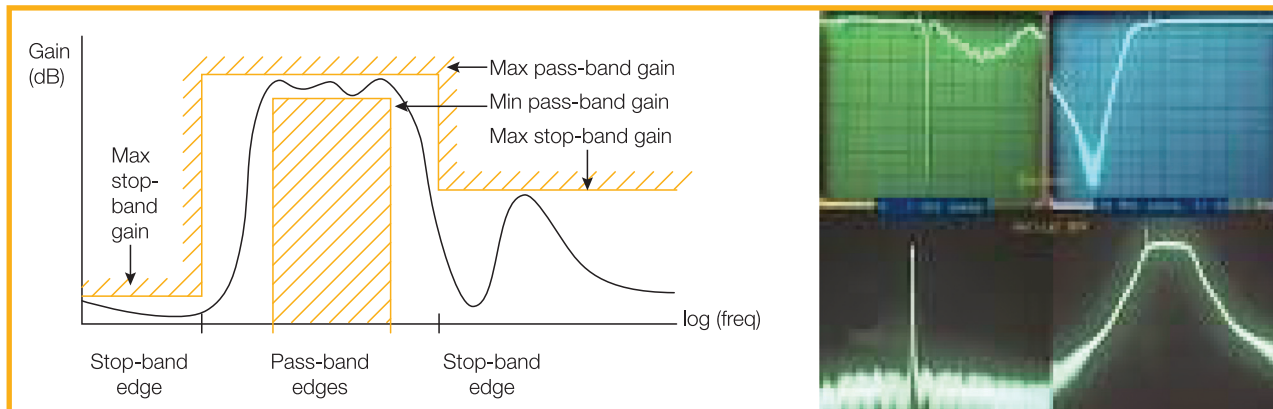 Gain
(dB)
Max pass-band gain
Min pass-band gain
Max stop-band gain
Max
stop-
band
gain
log (freq)
Stop-band
edge
Pass-band
edges
Stop-band
edge